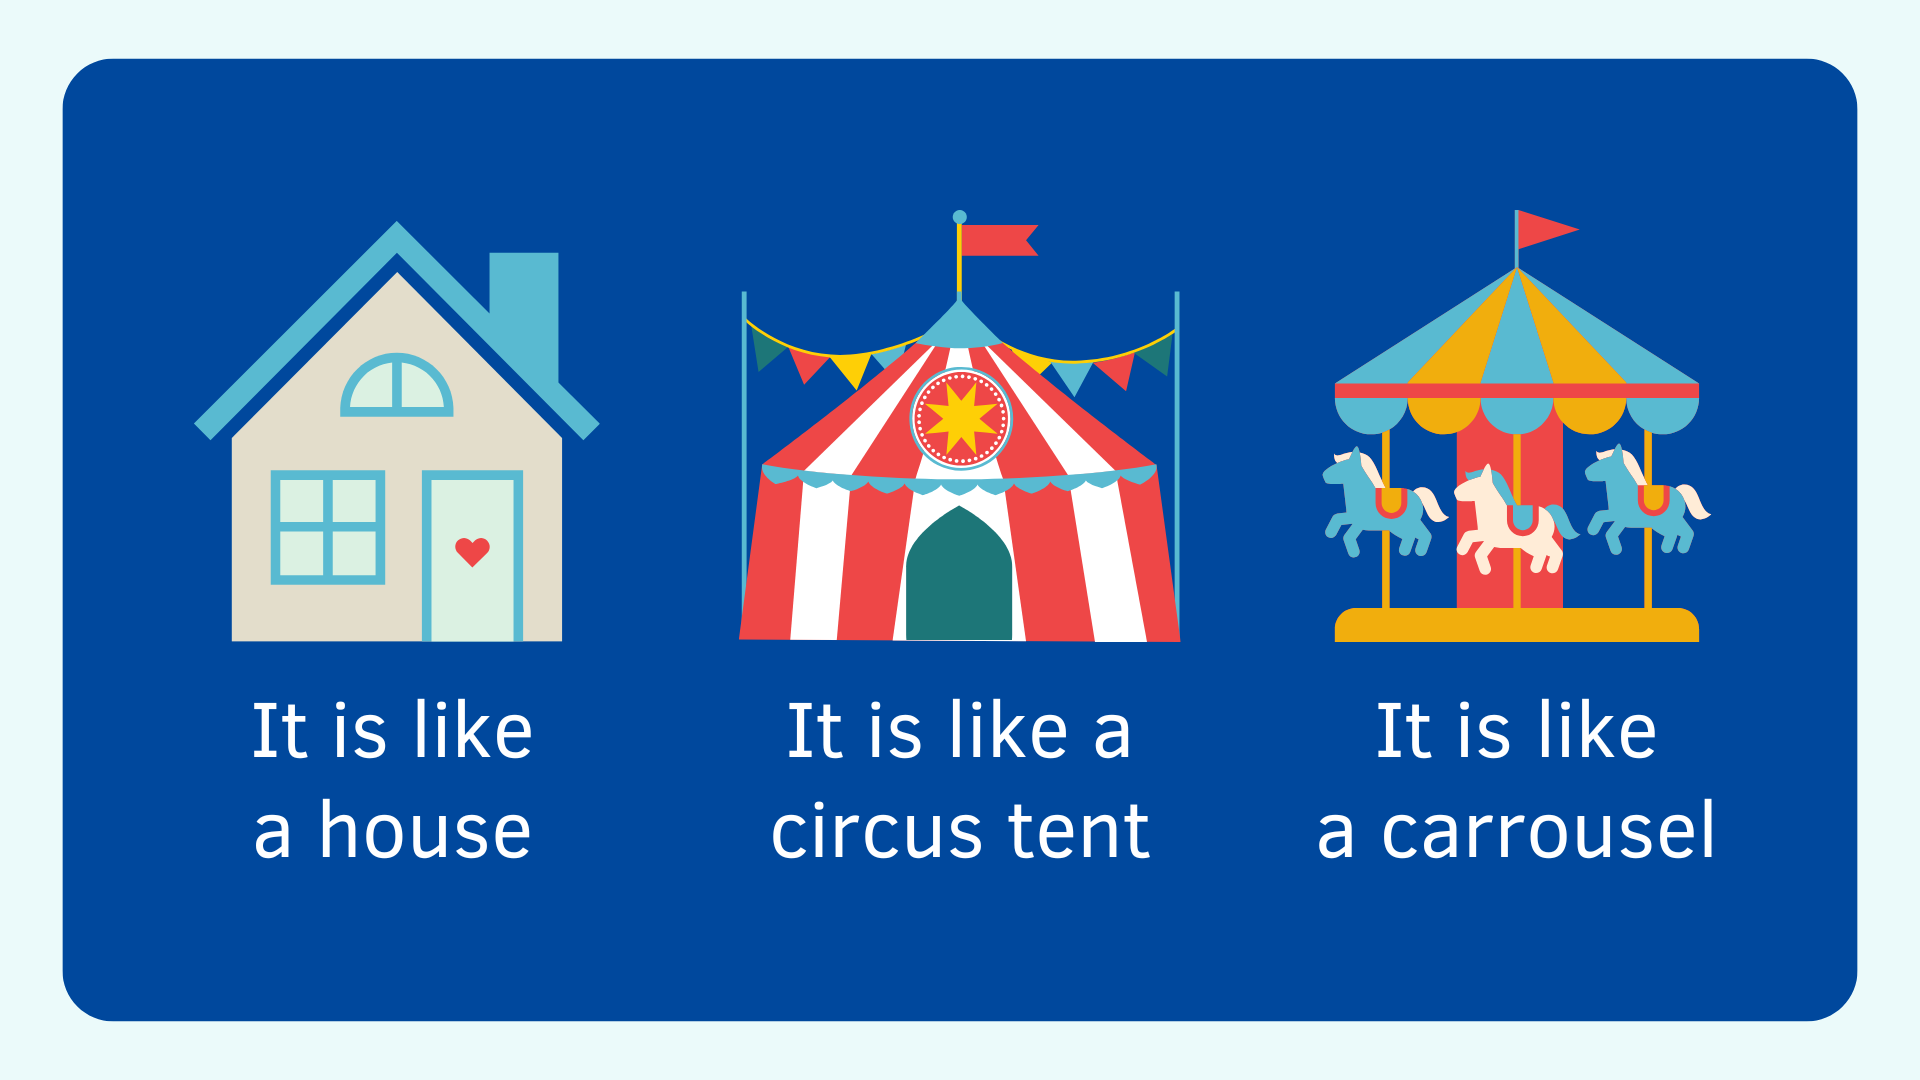 It is like
a house
It is like a
circus tent
It is like
a carrousel